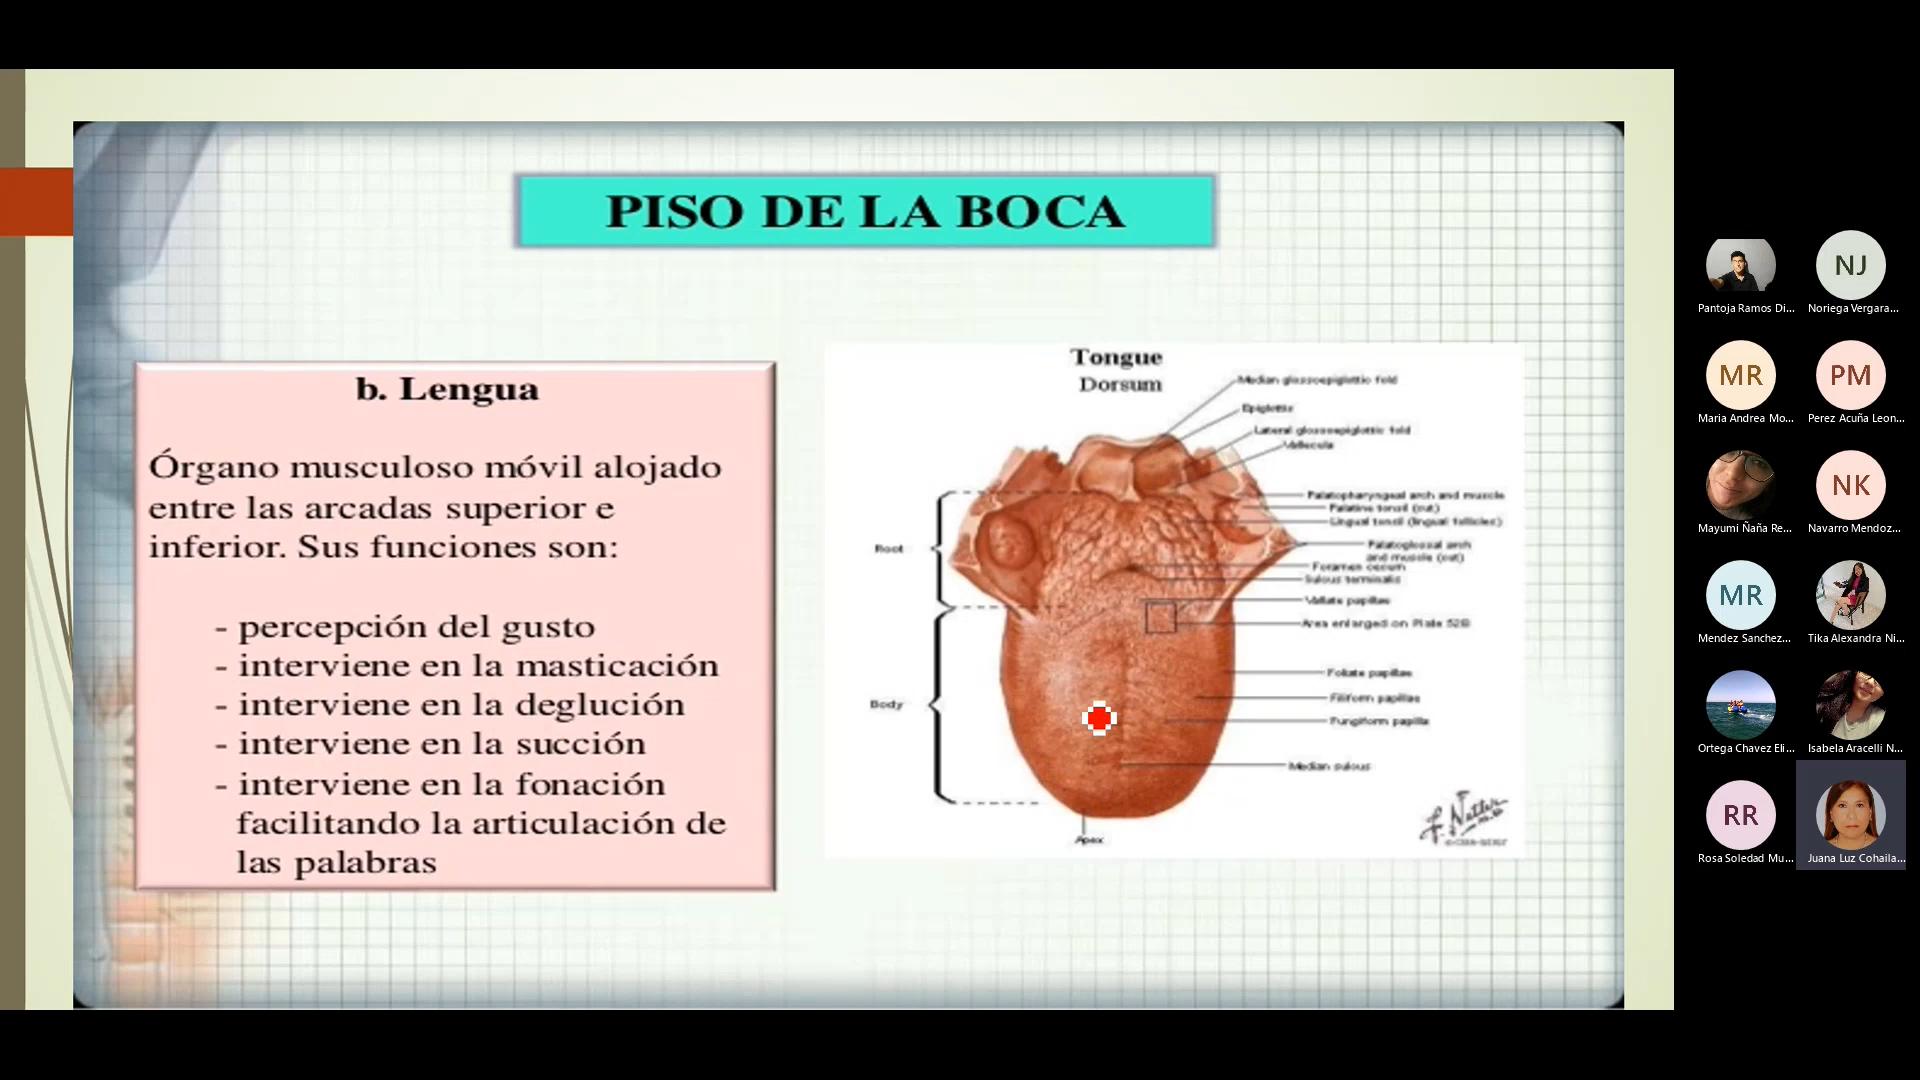 PISO DE LA BOCA
b. Lengua
Órgano musculoso móvil alojado
entre las arcadas superior e
inferior. Sus funciones son:
- percepción del gusto
- interviene en la masticación
- interviene en la deglución
- interviene en la succión
- interviene en la fonación
facilitando la articulación de
las palabras
Tongue
Dorsum
Median glossoepiglottic fold
Epiglottis
Lateral glossoepiglottic fold
Vallecula
Palatopharyngeal arch and muscle
Palatine tonsil (cut)
Lingual tonsil (lingual follicles)
Palatoglossal arch
and muscle (cut)
Foramen cecum
Sulcus terminalis
Vallate papillae
Area enlarged on Plate 52B
Foliate papillae
Filiform papillae
Fungiform papilla
Median sulcus
Root
Body
Apex
F. Netter
Pantoja Ramos Di...
NJ
Noriega Vergara...
MR
Maria Andrea Mo...
PM
Perez Acuña Leon...
Mayumi Ñaña Re...
NK
Navarro Mendoz...
MR
Mendez Sanchez...
Tika Alexandra Ni...
Ortega Chavez Eli...
Isabela Aracelli N...
RR
Rosa Soledad Mu...
Juana Luz Cohaila...